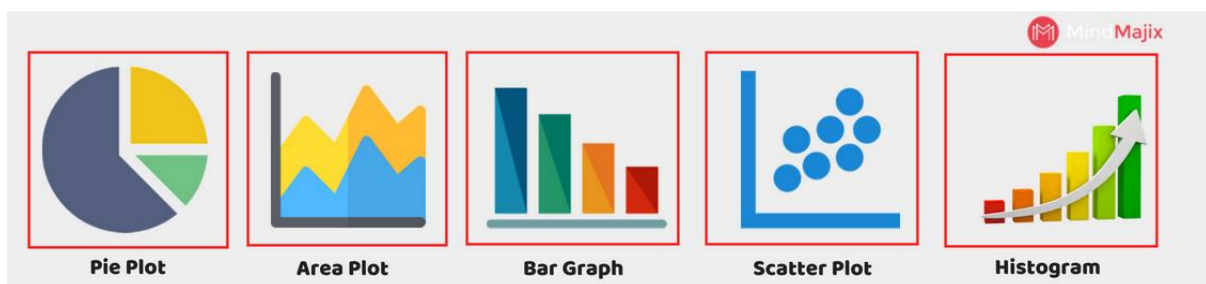 MindMajix
Pie Plot
Area Plot
Bar Graph
Scatter Plot
Histogram